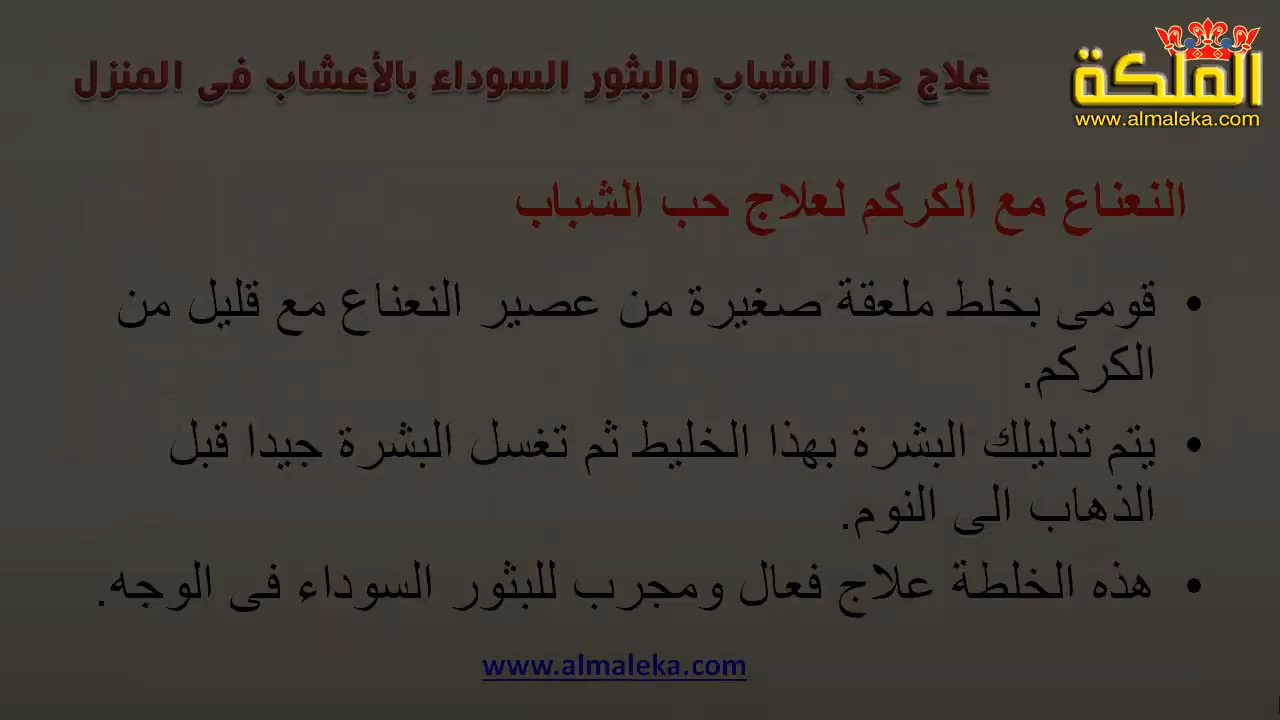 علاج حب الشباب والبثور السوداء بالأعشاب فى المنزل
الملكة
www.almaleka.com
النعناع مع الكركم لعلاج حب الشباب
• قومى بخلط ملعقة صغيرة من عصير النعناع مع قليل من
الكركم.
• يتم تدليلك البشرة بهذا الخليط ثم تغسل البشرة جيدا قبل
الذهاب الى النوم.
• هذه الخلطة علاج فعال ومجرب للبثور السوداء فى الوجه.
www.almaleka.com